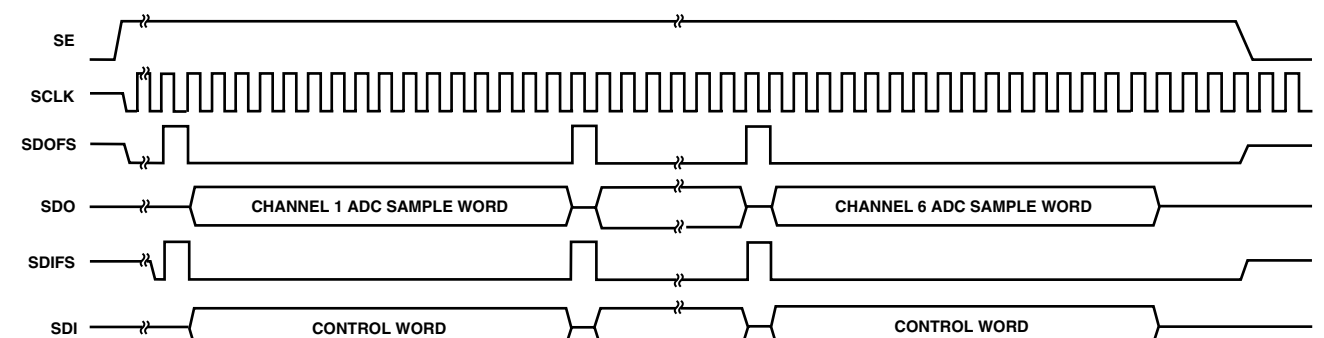 SE
SCLK
SDOFS
SDO
CHANNEL 1 ADC SAMPLE WORD
CHANNEL 6 ADC SAMPLE WORD
SDIFS
SDI
CONTROL WORD
CONTROL WORD